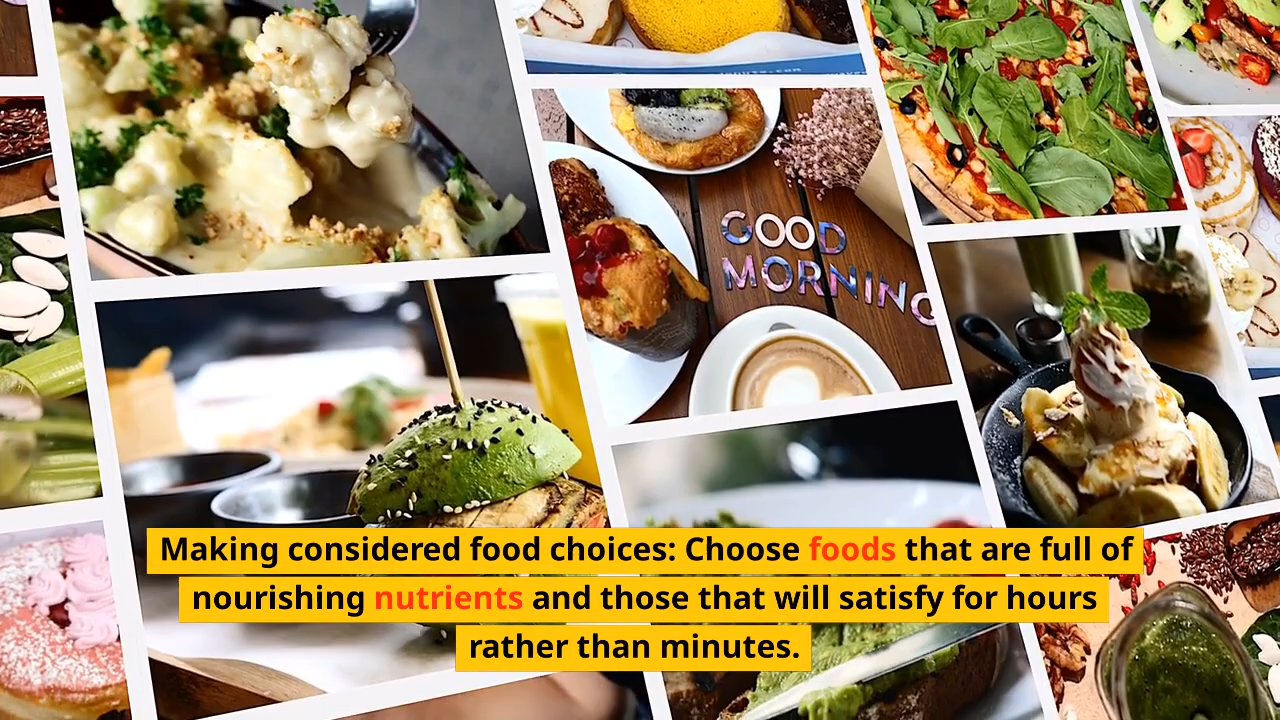 GOOD
MORNING
Making considered food choices: Choose foods that are full of
nourishing nutrients and those that will satisfy for hours
rather than minutes.